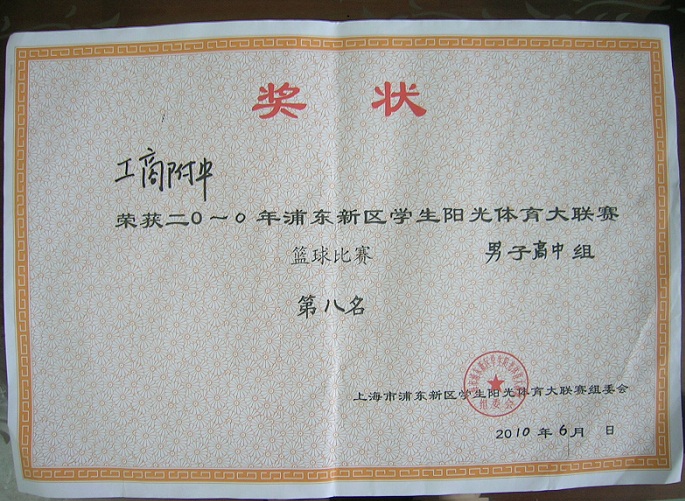 奖状
工商附中
荣获二0一0年浦东新区学生阳光体育大联赛
篮球比赛 男子高中组
第八名
上海市浦东新区学生阳光体育大联赛组委会
组委会
2010年6月 日